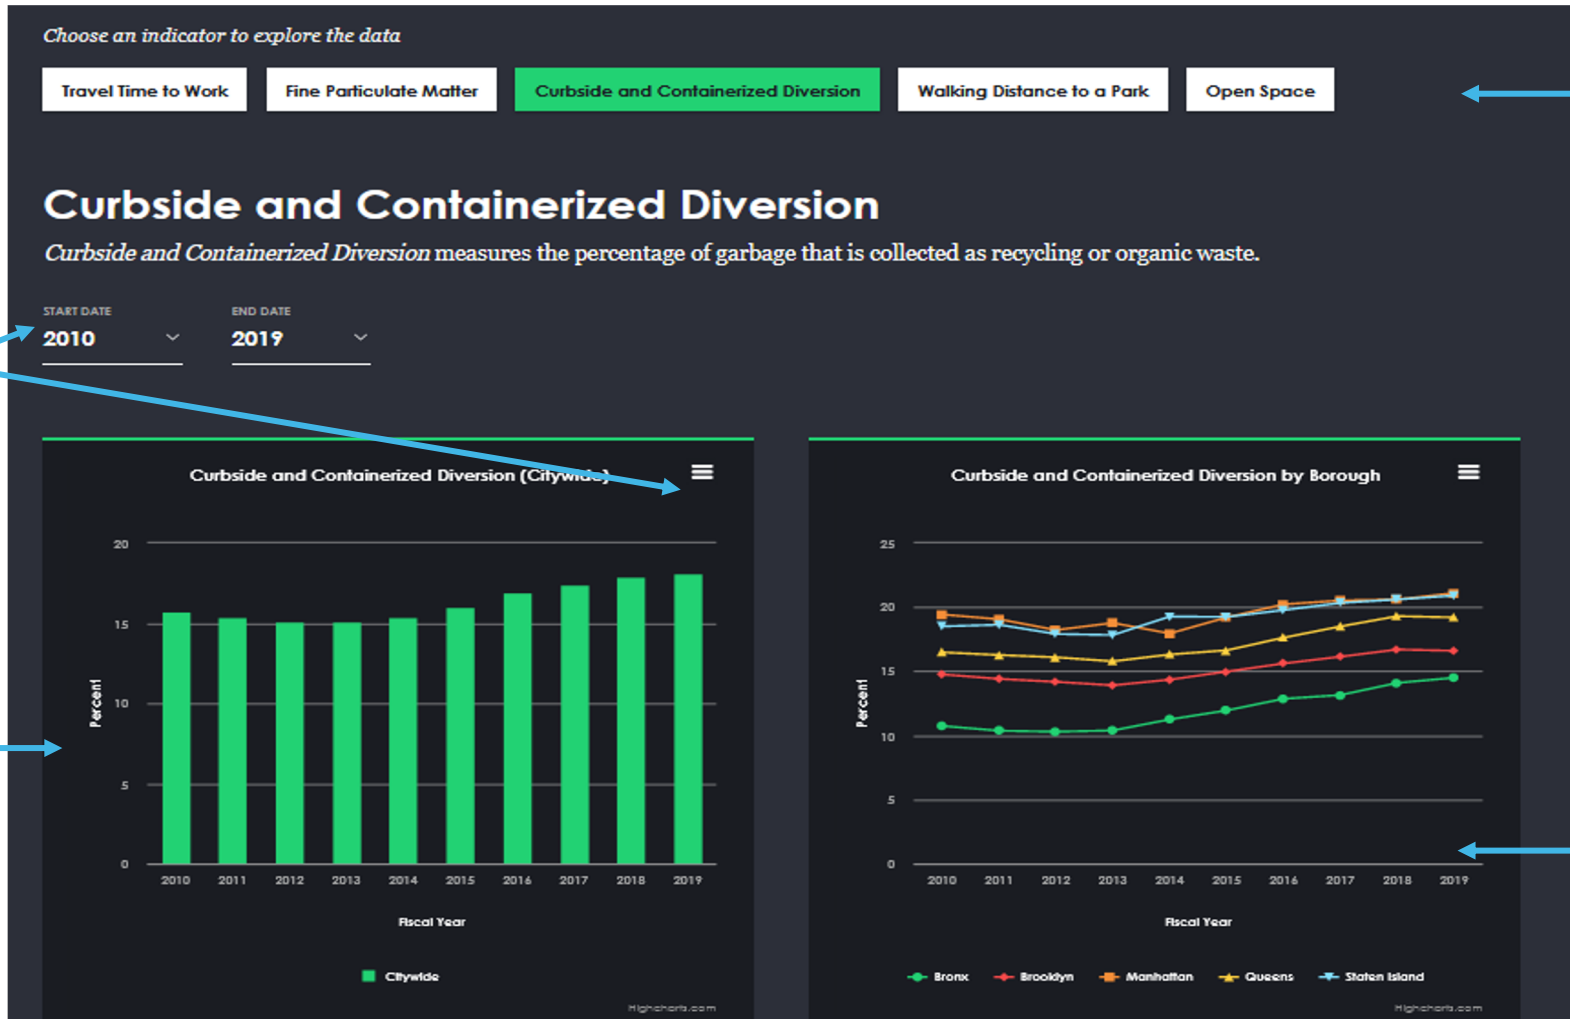 Choose an indicator to explore the data
Travel Time to Work Fine Particulate Matter Curbside and Containerized Diversion Walking Distance to a Park Open Space
Curbside and Containerized Diversion
Curbside and Containerized Diversion measures the percentage of garbage that is collected as recycling or organic waste.
START DATE END DATE
2010 2019
Curbside and Containerized Diversion (Citywide)
20
15
10
5
0
Percent
2010 2011 2012 2013 2014 2015 2016 2017 2018 2019
Fiscal Year
Citywide
Highcharts.com
Curbside and Containerized Diversion by Borough
25
20
15
10
5
0
Percent
2010 2011 2012 2013 2014 2015 2016 2017 2018 2019
Fiscal Year
Bronx Brooklyn Manhattan Queens Staten Island
Highcharts.com